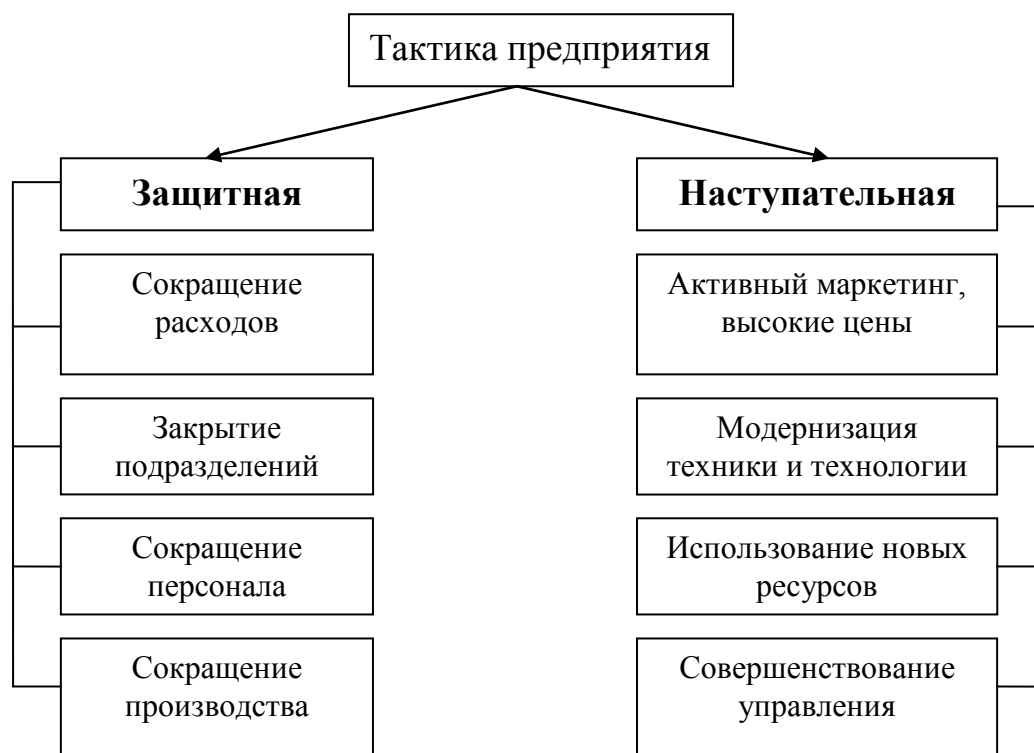 Тактика предприятия
Защитная
Сокращение
расходов
Закрытие
подразделений
Сокращение
персонала
Сокращение
производства
Наступательная
Активный маркетинг,
высокие цены
Модернизация
техники и технологии
Использование новых
ресурсов
Совершенствование
управления